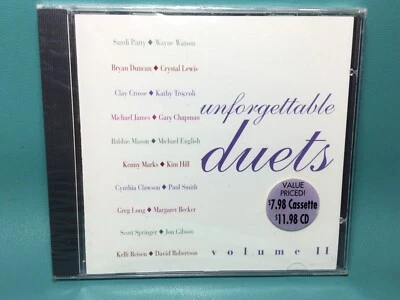 Sandi Patty ◆ Wayne Watson
Bryan Duncan ◆ Crystal Lewis
Clay Crosse ◆ Kathy Troccoli
Michael James ◆ Gary Chapman
Babbie Mason ◆ Michael English
Kenny Marks ◆ Kim Hill
Cynthia Clawson ◆ Paul Smith
Greg Long ◆ Margaret Becker
Scott Springer ◆ Jon Gibson
Kelli Reisen ◆ David Robertson
unforgettable
duets
VALUE
PRICED!
$7.98 Cassette
$11.98 CD
volume II